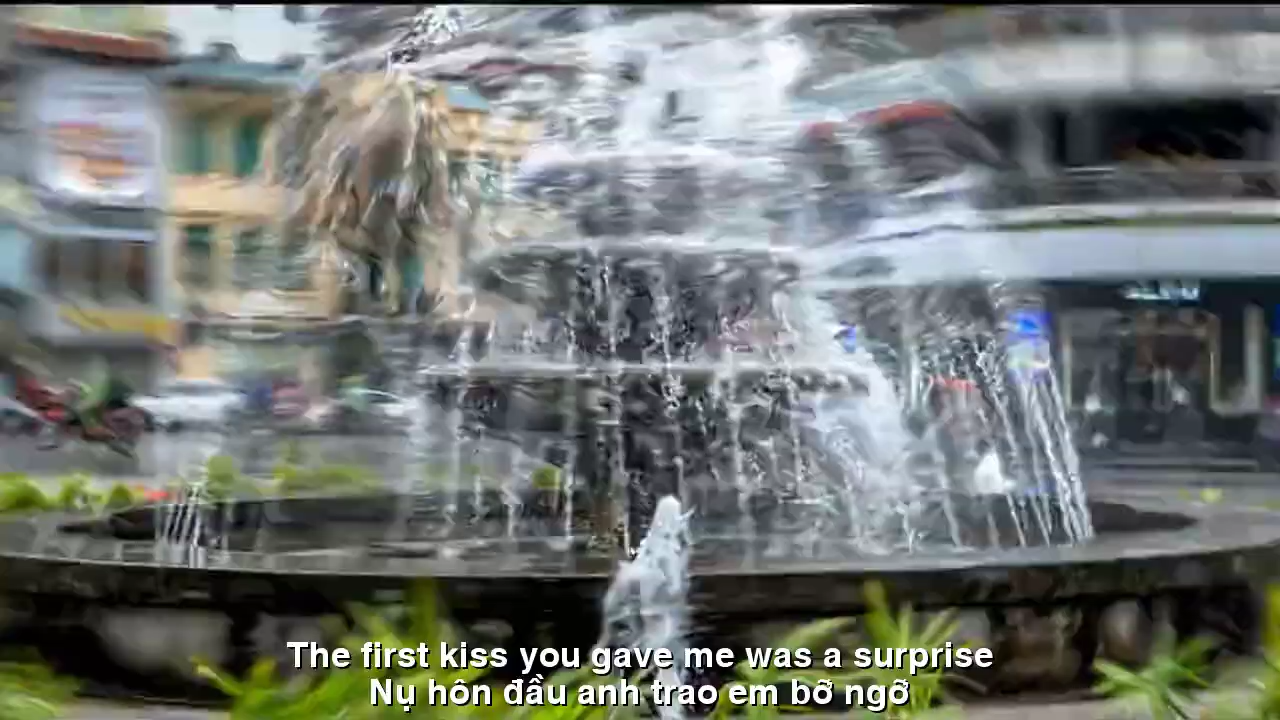 The first kiss you gave me was a surprise
Nụ hôn đầu anh trao em bỡ ngỡ